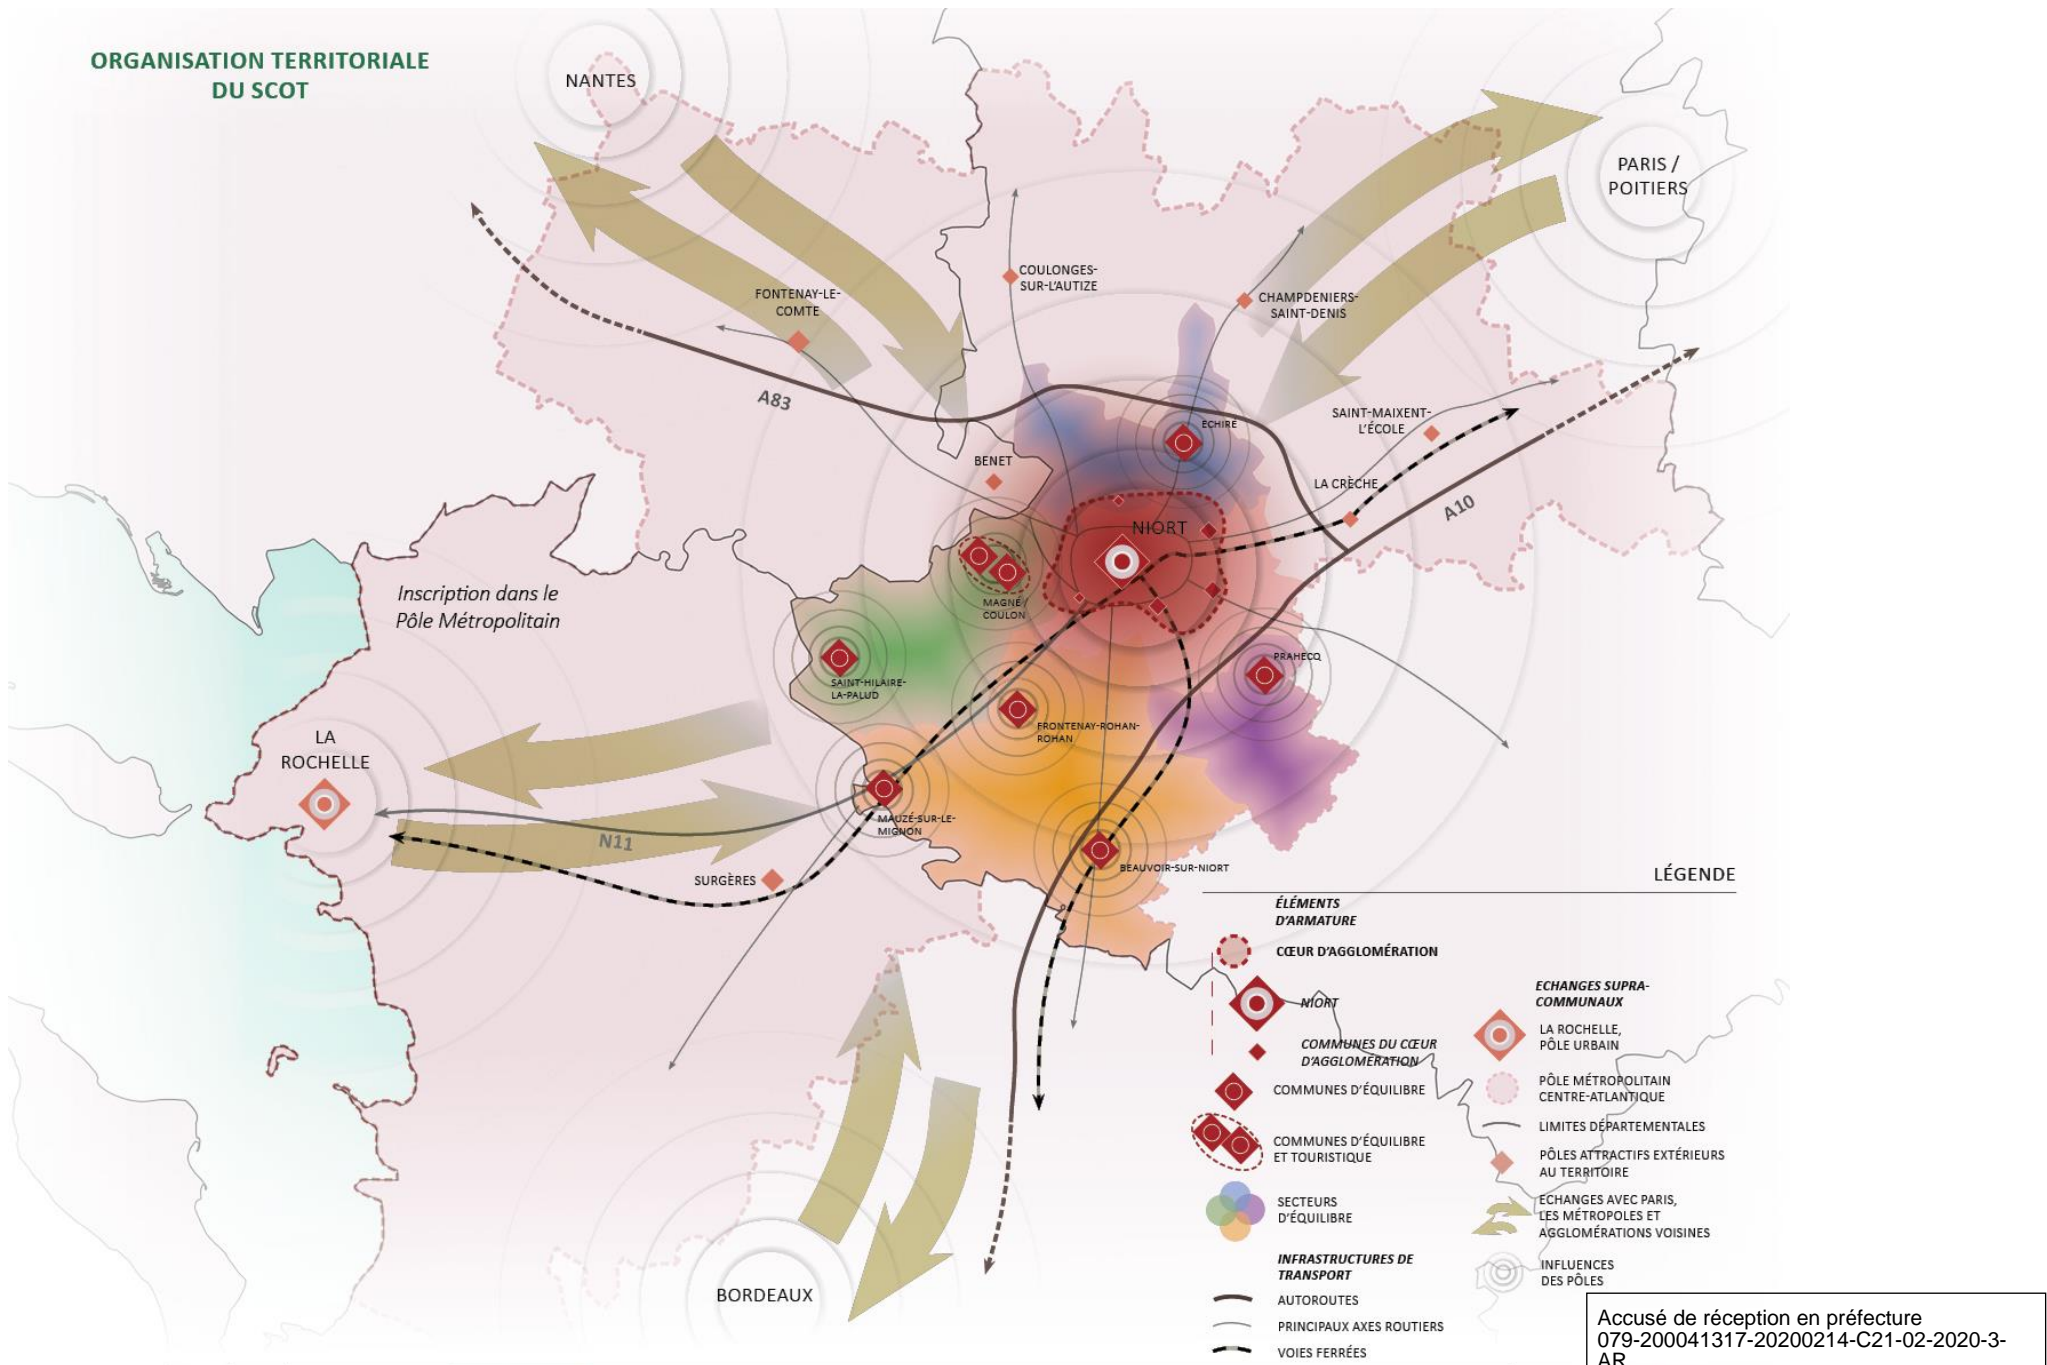 ORGANISATION TERRITORIALE
DU SCOT
NANTES
PARIS /
POITIERS
COULONGES-
SUR-L'AUTIZE
FONTENAY-LE-
COMTE
CHAMPDENIERS-
SAINT-DENIS
A83
SAINT-MAIXENT-
L'ÉCOLE
ECHIRÉ
BENET
LA CRÈCHE
A10
NIORT
Inscription dans le
Pôle Métropolitain
MAGNÉ /
COULON
PRAHECQ
SAINT-HILAIRE-
LA-PALUD
FRONTENAY-ROHAN-
ROHAN
LA
ROCHELLE
MAUZÉ-SUR-LE-
MIGNON
N11
SURGÈRES
BEAUVOIR-SUR-NIORT
BORDEAUX
LÉGENDE
ÉLÉMENTS
D'ARMATURE
CŒUR D'AGGLOMÉRATION
NIORT
COMMUNES DU CŒUR
D'AGGLOMÉRATION
COMMUNES D'ÉQUILIBRE
COMMUNES D'ÉQUILIBRE
ET TOURISTIQUE
SECTEURS
D'ÉQUILIBRE
INFRASTRUCTURES DE
TRANSPORT
AUTOROUTES
PRINCIPAUX AXES ROUTIERS
VOIES FERRÉES
ECHANGES SUPRA-
COMMUNAUX
LA ROCHELLE,
PÔLE URBAIN
PÔLE MÉTROPOLITAIN
CENTRE-ATLANTIQUE
LIMITES DÉPARTEMENTALES
PÔLES ATTRACTIFS EXTÉRIEURS
AU TERRITOIRE
ECHANGES AVEC PARIS,
LES MÉTROPOLES ET
AGGLOMÉRATIONS VOISINES
INFLUENCES
DES PÔLES
Accusé de réception en préfecture
079-200041317-20200214-C21-02-2020-3-
AR